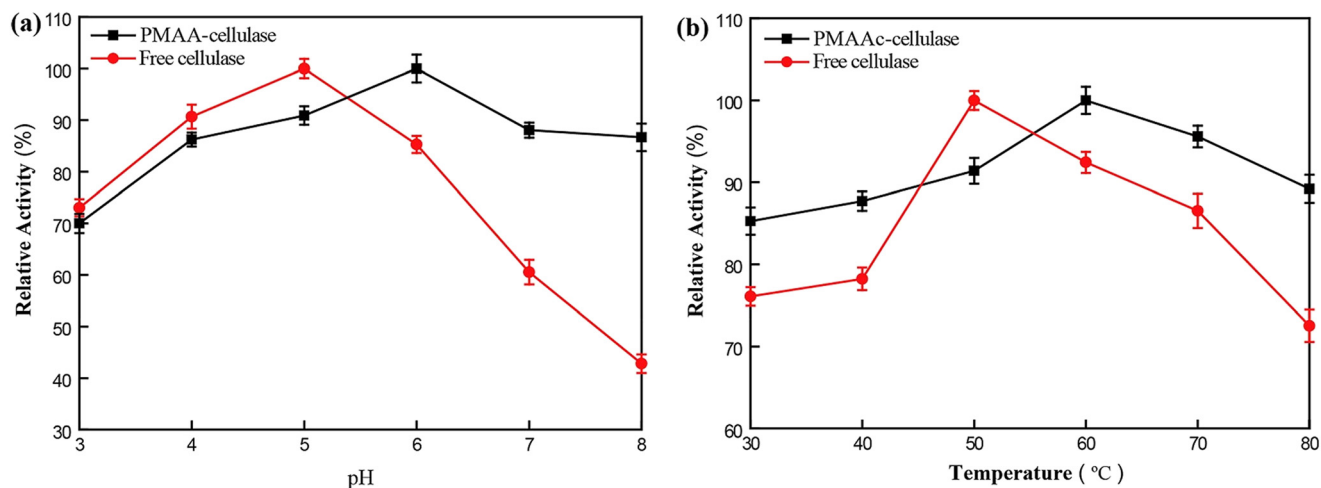 (a)
PMAA-cellulase
Free cellulase
Relative Activity (%)
110
100
90
80
70
60
50
40
30
3 4 5 6 7 8
pH
(b)
PMAAc-cellulase
Free cellulase
Relative Activity (%)
110
100
90
80
70
60
30 40 50 60 70 80
Temperature ( ºC)